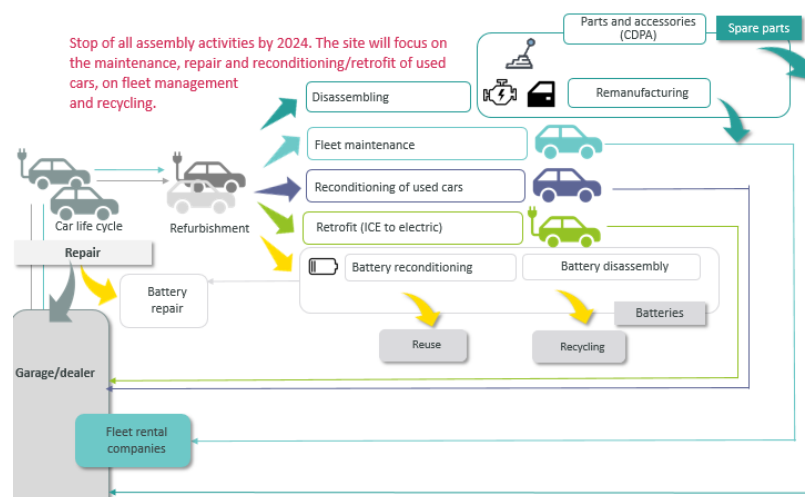 Stop of all assembly activities by 2024. The site will focus on
the maintenance, repair and reconditioning/retrofit of used
cars, on fleet management
and recycling.
Parts and accessories
(CDPA)
Spare parts
Disassembling
Remanufacturing
Fleet maintenance
Reconditioning of used cars
Car life cycle
Refurbishment
Retrofit (ICE to electric)
Repair
Battery reconditioning
Battery disassembly
Battery
repair
Batteries
Reuse
Recycling
Garage/dealer
Fleet rental
companies